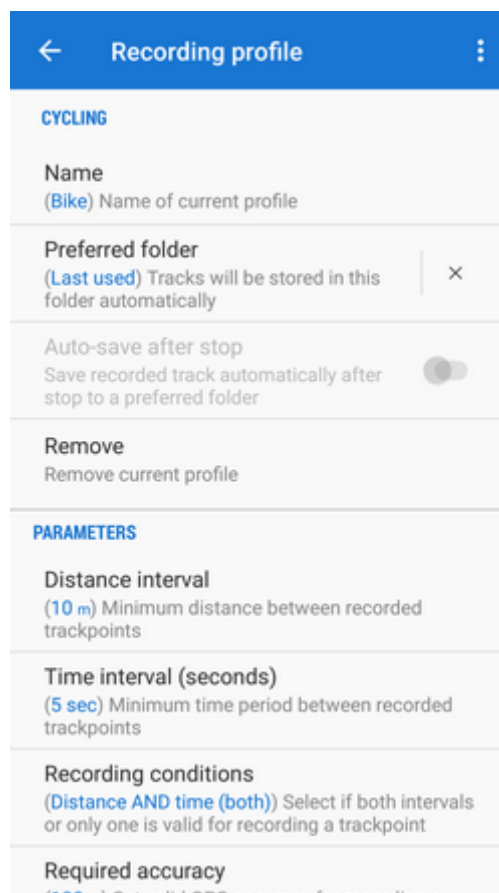 Recording profile
CYCLING
Name
(Bike) Name of current profile
Preferred folder
(Last used) Tracks will be stored in this
folder automatically
Auto-save after stop
Save recorded track automatically after
stop to a preferred folder
Remove
Remove current profile
PARAMETERS
Distance interval
(10 m) Minimum distance between recorded
trackpoints
Time interval (seconds)
(5 sec) Minimum time period between recorded
trackpoints
Recording conditions
(Distance AND time (both)) Select if both intervals
or only one is valid for recording a trackpoint
Required accuracy